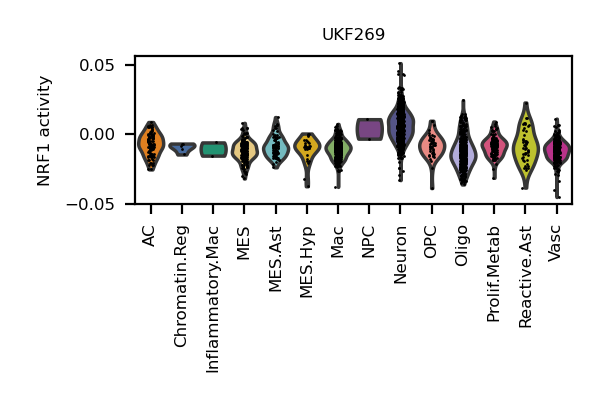 UKF269
NRF1 activity
0.05
0.00
−0.05
AC
Chromatin.Reg
Inflammatory.Mac
MES
MES.Ast
MES.Hyp
Mac
NPC
Neuron
OPC
Oligo
Prolif.Metab
Reactive.Ast
Vasc